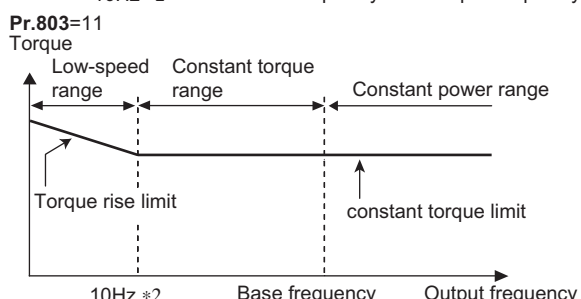 Pr.803=11
Torque
Low-speed
range
Constant torque
range
Constant power range
Torque rise limit
constant torque limit
10Hz *2
Base frequency
Output frequency